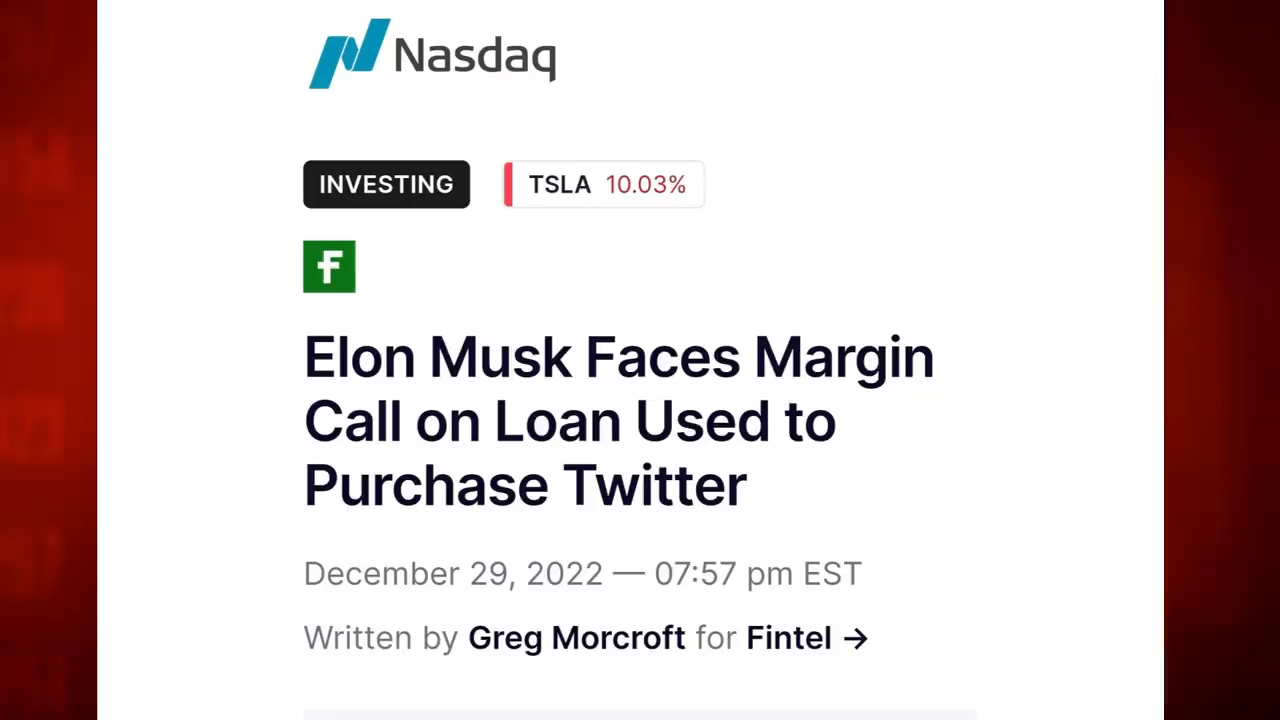 Nasdaq
INVESTING
TSLA 10.03%
F
Elon Musk Faces Margin
Call on Loan Used to
Purchase Twitter
December 29, 2022 — 07:57 pm EST
Written by Greg Morcroft for Fintel →